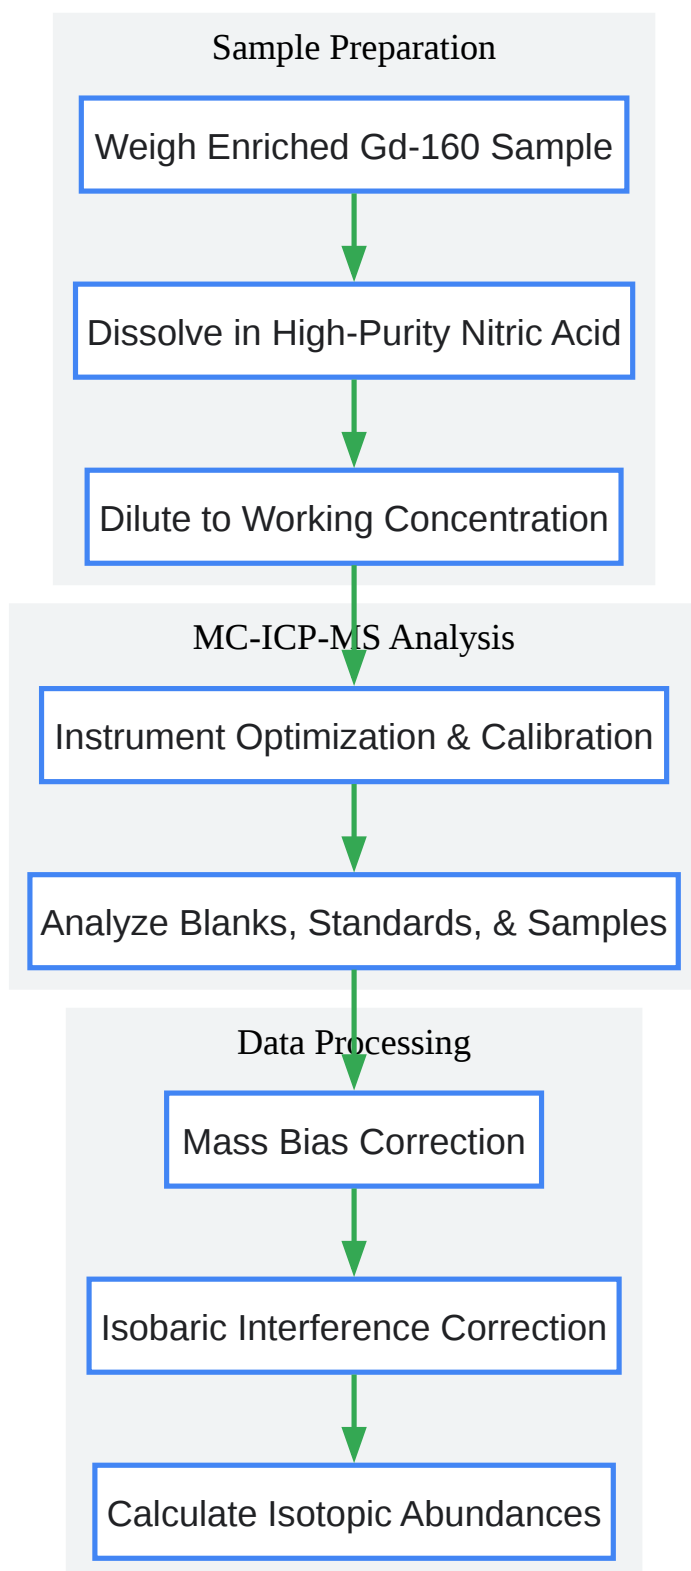 Sample Preparation
Weigh Enriched Gd-160 Sample
Dissolve in High-Purity Nitric Acid
Dilute to Working Concentration
MC-ICP-MS Analysis
Instrument Optimization & Calibration
Analyze Blanks, Standards, & Samples
Data Processing
Mass Bias Correction
Isobaric Interference Correction
Calculate Isotopic Abundances